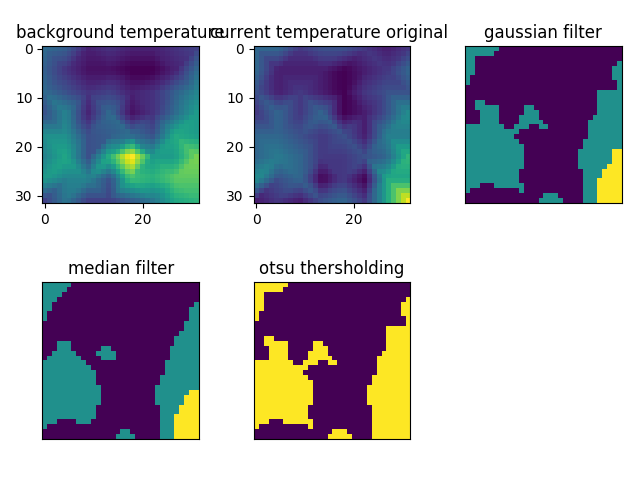 background temperature
current temperature original
gaussian filter
0
10
20
30
0
20
0
10
20
30
0
20
median filter
otsu thersholding